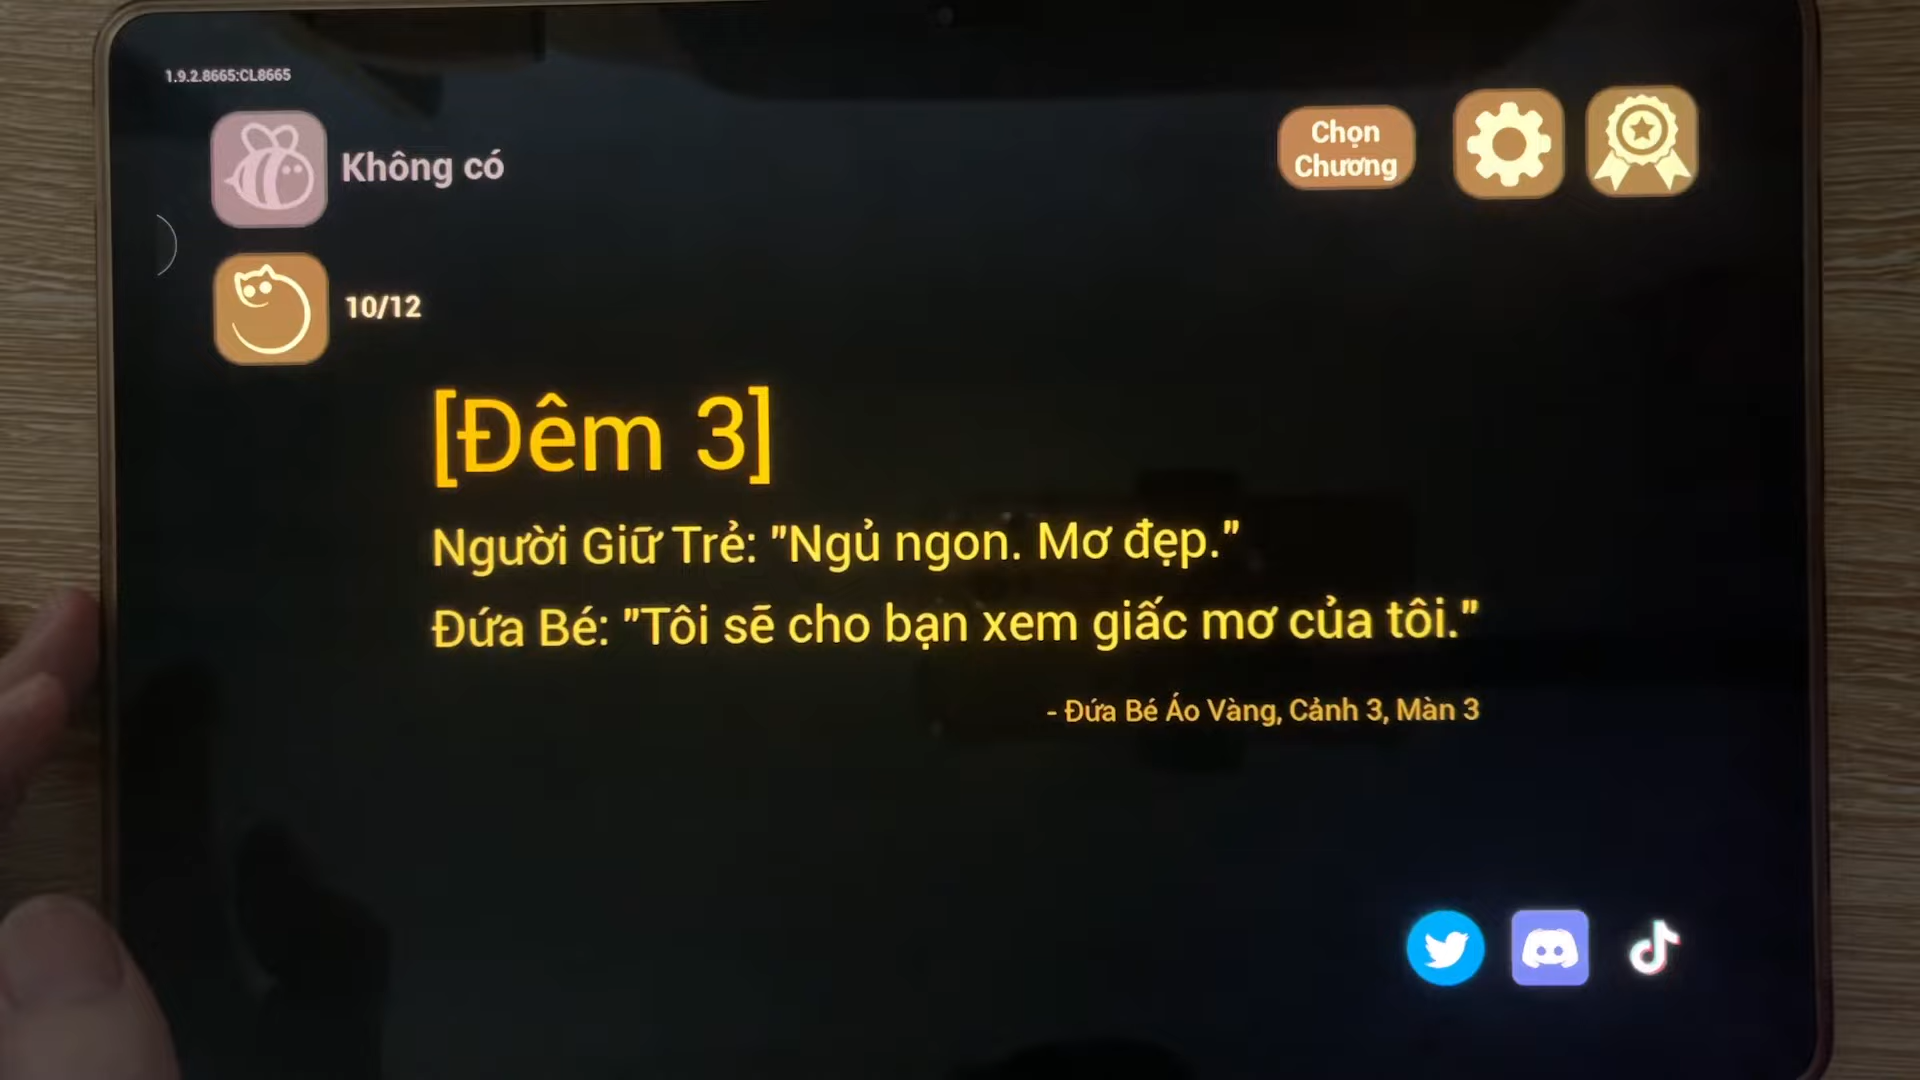 1.9.2.8665:CL8665
Không có
Chọn
Chương
10/12
[Đêm 3]
Người Giữ Trẻ: "Ngủ ngon. Mơ đẹp."
Đứa Bé: "Tôi sẽ cho bạn xem giấc mơ của tôi."
- Đứa Bé Áo Vàng, Cảnh 3, Màn 3